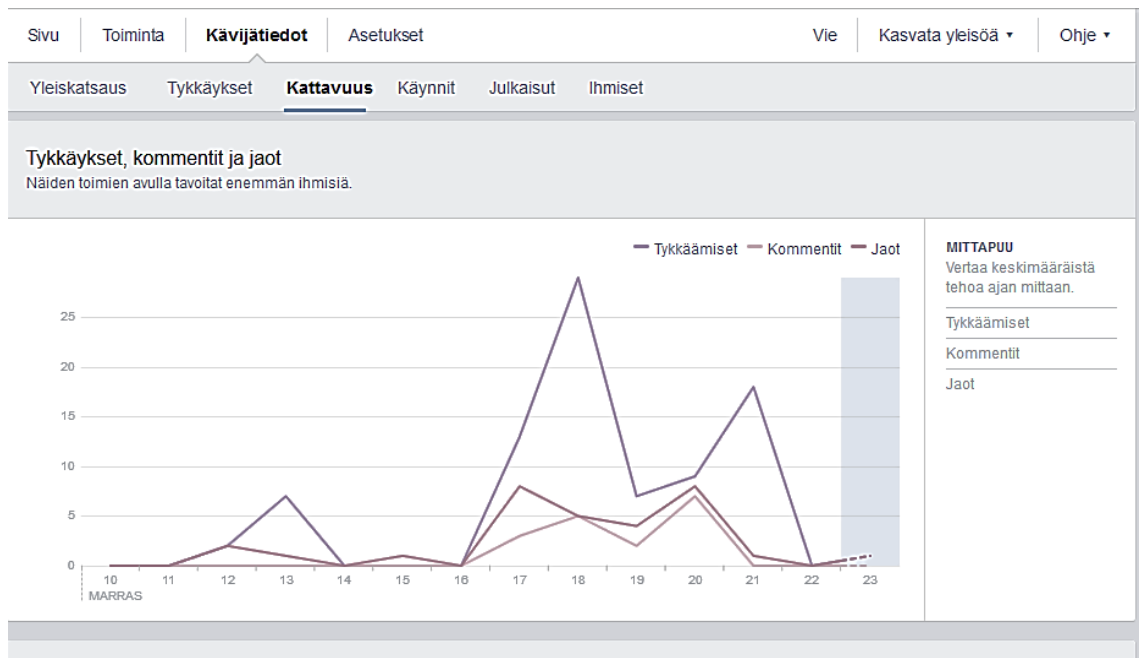 Sivu Toiminta Kävijätiedot Asetukset Vie Kasvata yleisöä Ohje
Yleiskatsaus Tykkäykset Kattavuus Käynnit Julkaisut Ihmiset
Tykkäykset, kommentit ja jaot
Näiden toimien avulla tavoitat enemmän ihmisiä.
Tykkäämiset Kommentit Jaot
25
20
15
10
5
0
10 11 12 13 14 15 16 17 18 19 20 21 22 23
MARRAS
MITTAPUU
Vertaa keskimääräistä
tehoa ajan mittaan.
Tykkäämiset
Kommentit
Jaot